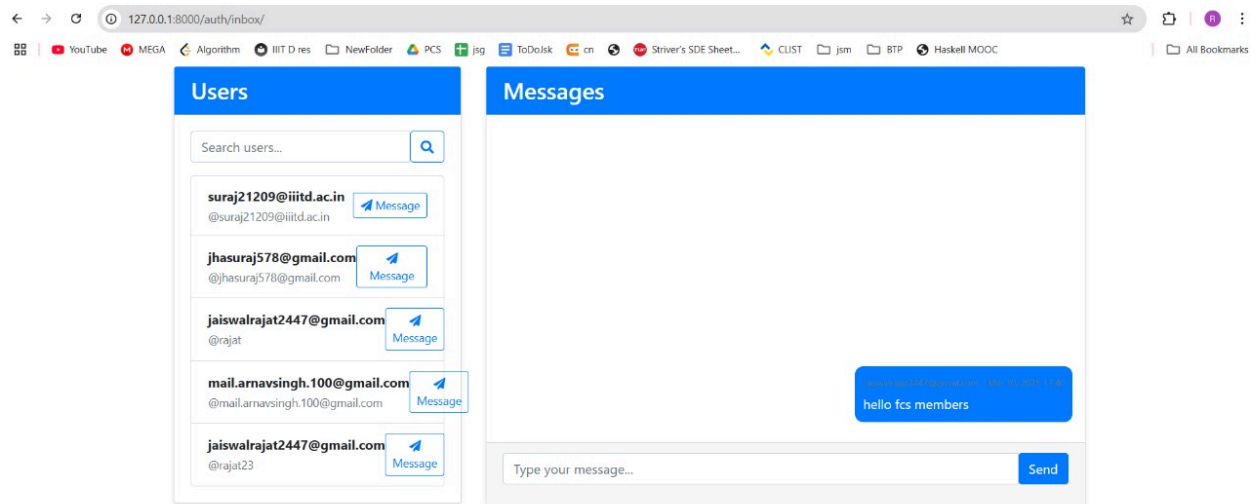 127.0.0.1:8000/auth/inbox/
R
YouTube MEGA Algorithm IIIT D res NewFolder PCS jsg ToDoJsk cn Striver's SDE Sheet... CLIST jsm BTP Haskell MOOC All Bookmarks
Users
Search users...
suraj21209@iiitd.ac.in
@suraj21209@iiitd.ac.in
Message
jhasuraj578@gmail.com
@jhasuraj578@gmail.com
Message
jaiswalrajat2447@gmail.com
@rajat
Message
mail.arnavsingh.100@gmail.com
@mail.arnavsingh.100@gmail.com
Message
jaiswalrajat2447@gmail.com
@rajat23
Message
Messages
hello fcs members
Type your message...
Send